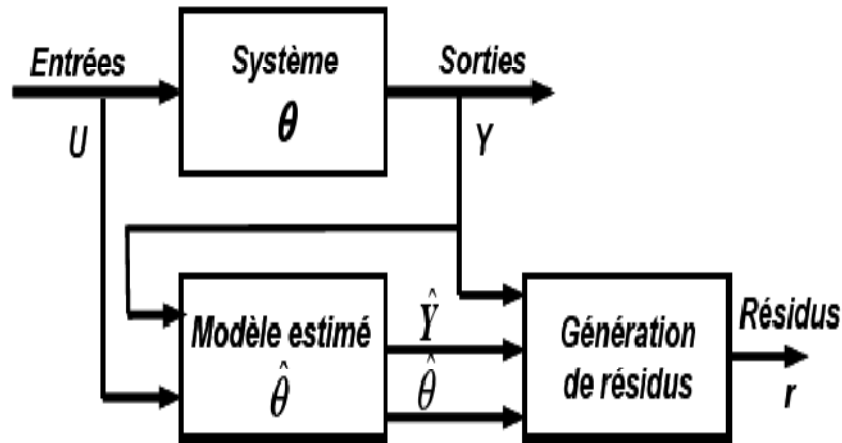 Entrées
Système
θ
Sorties
U
Y
Modèle estimé
θ̂
Ŷ
θ̂
Génération
de résidus
Résidus
r